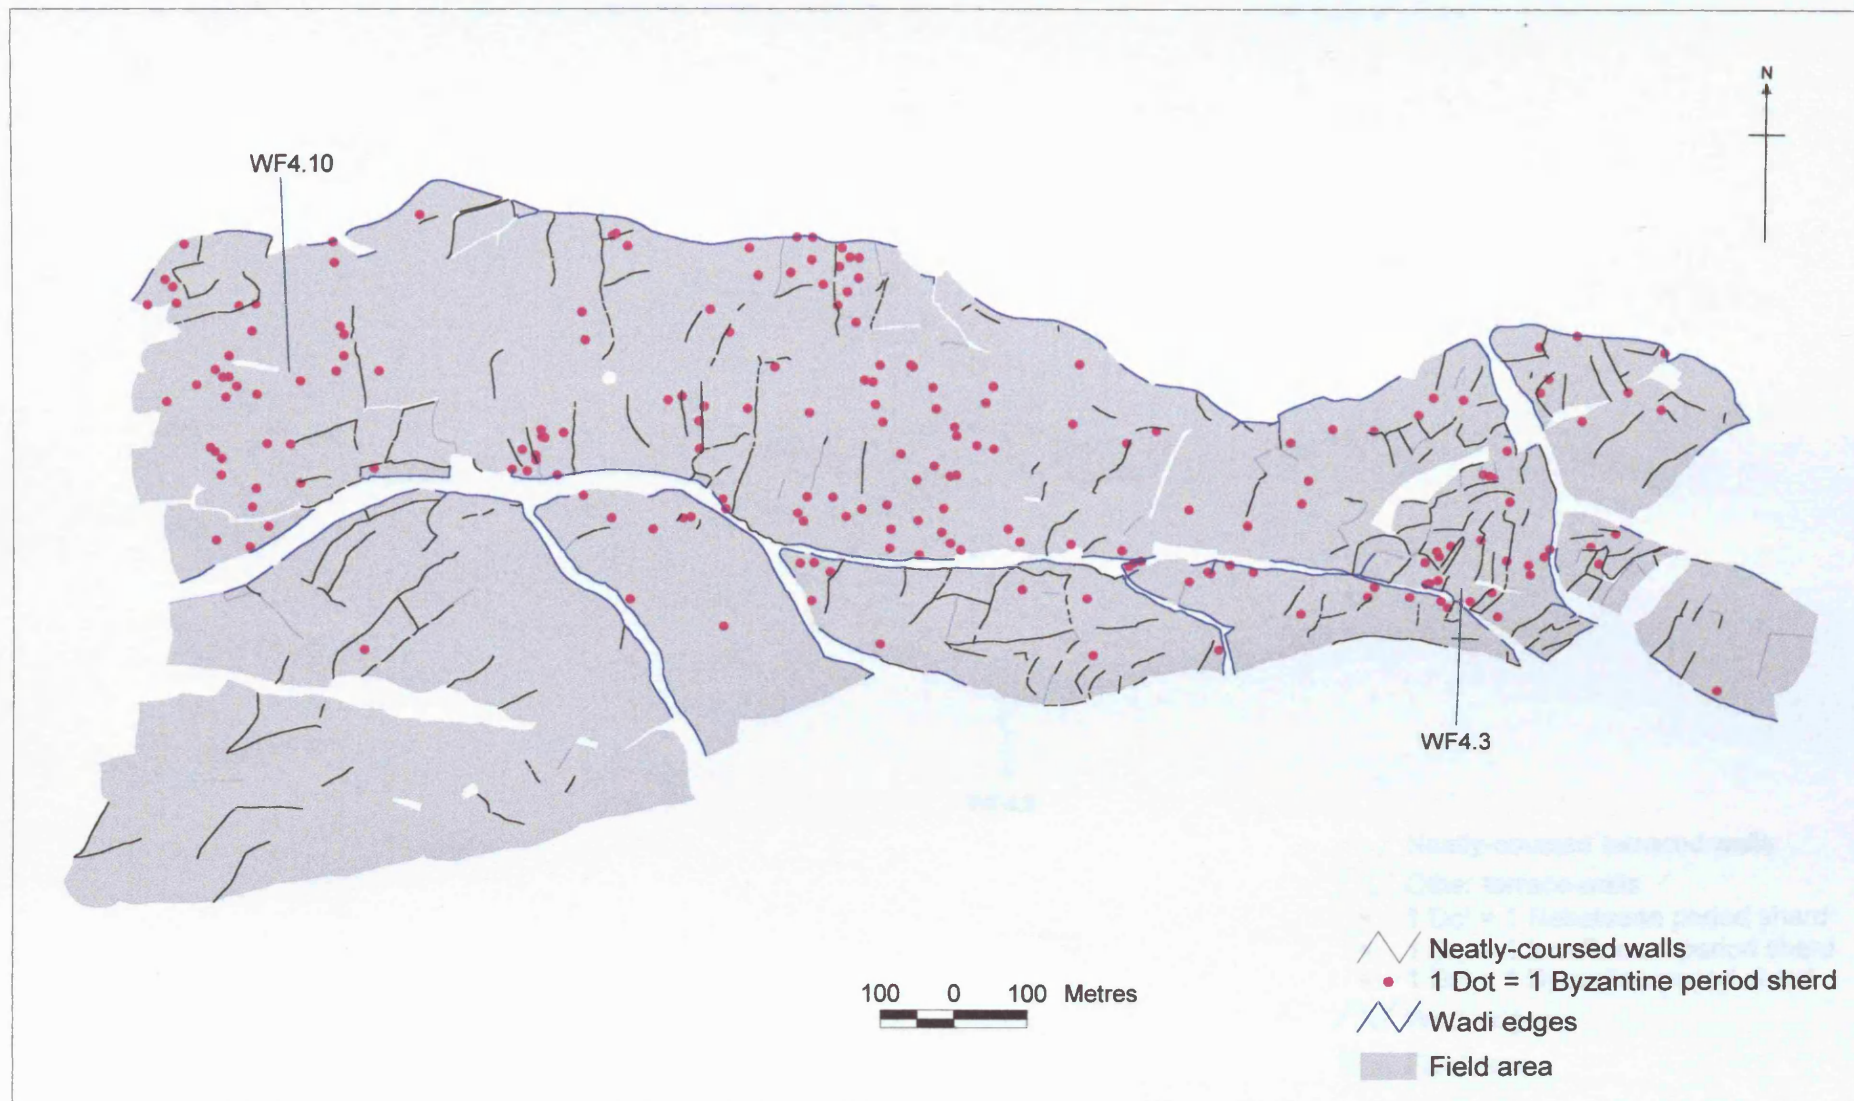 N
WF4.10
WF4.3
100 0 100 Metres
Neatly-coursed walls
1 Dot = 1 Byzantine period sherd
Wadi edges
Field area